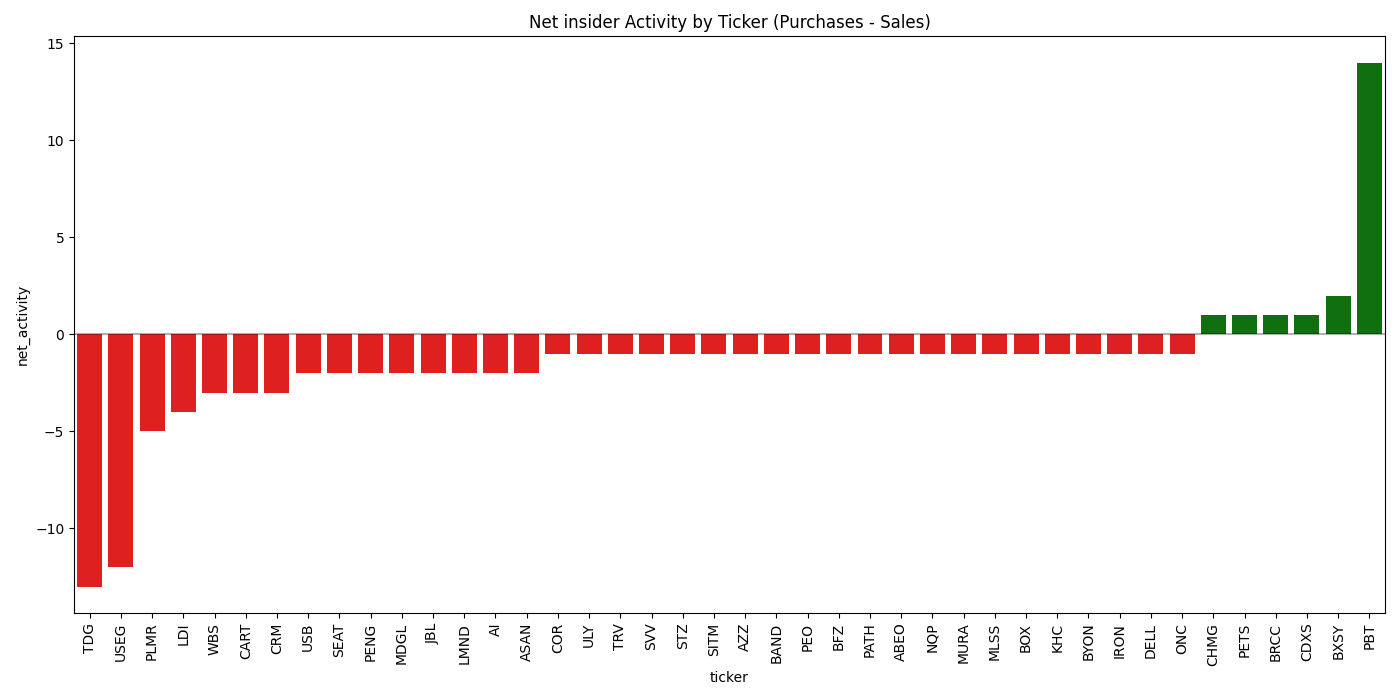 Net insider Activity by Ticker (Purchases - Sales)
15
10
5
0
−5
−10
net_activity
TDG
USEG
PLMR
LDI
WBS
CART
CRM
USB
SEAT
PENG
MDGL
JBL
LMND
AI
ASAN
COR
ULY
TRV
SVV
STZ
SITM
AZZ
BAND
PEO
BFZ
PATH
ABEO
NQP
MURA
MLSS
BOX
KHC
BYON
IRON
DELL
ONC
CHMG
PETS
BRCC
CDXS
BXSY
PBT
ticker